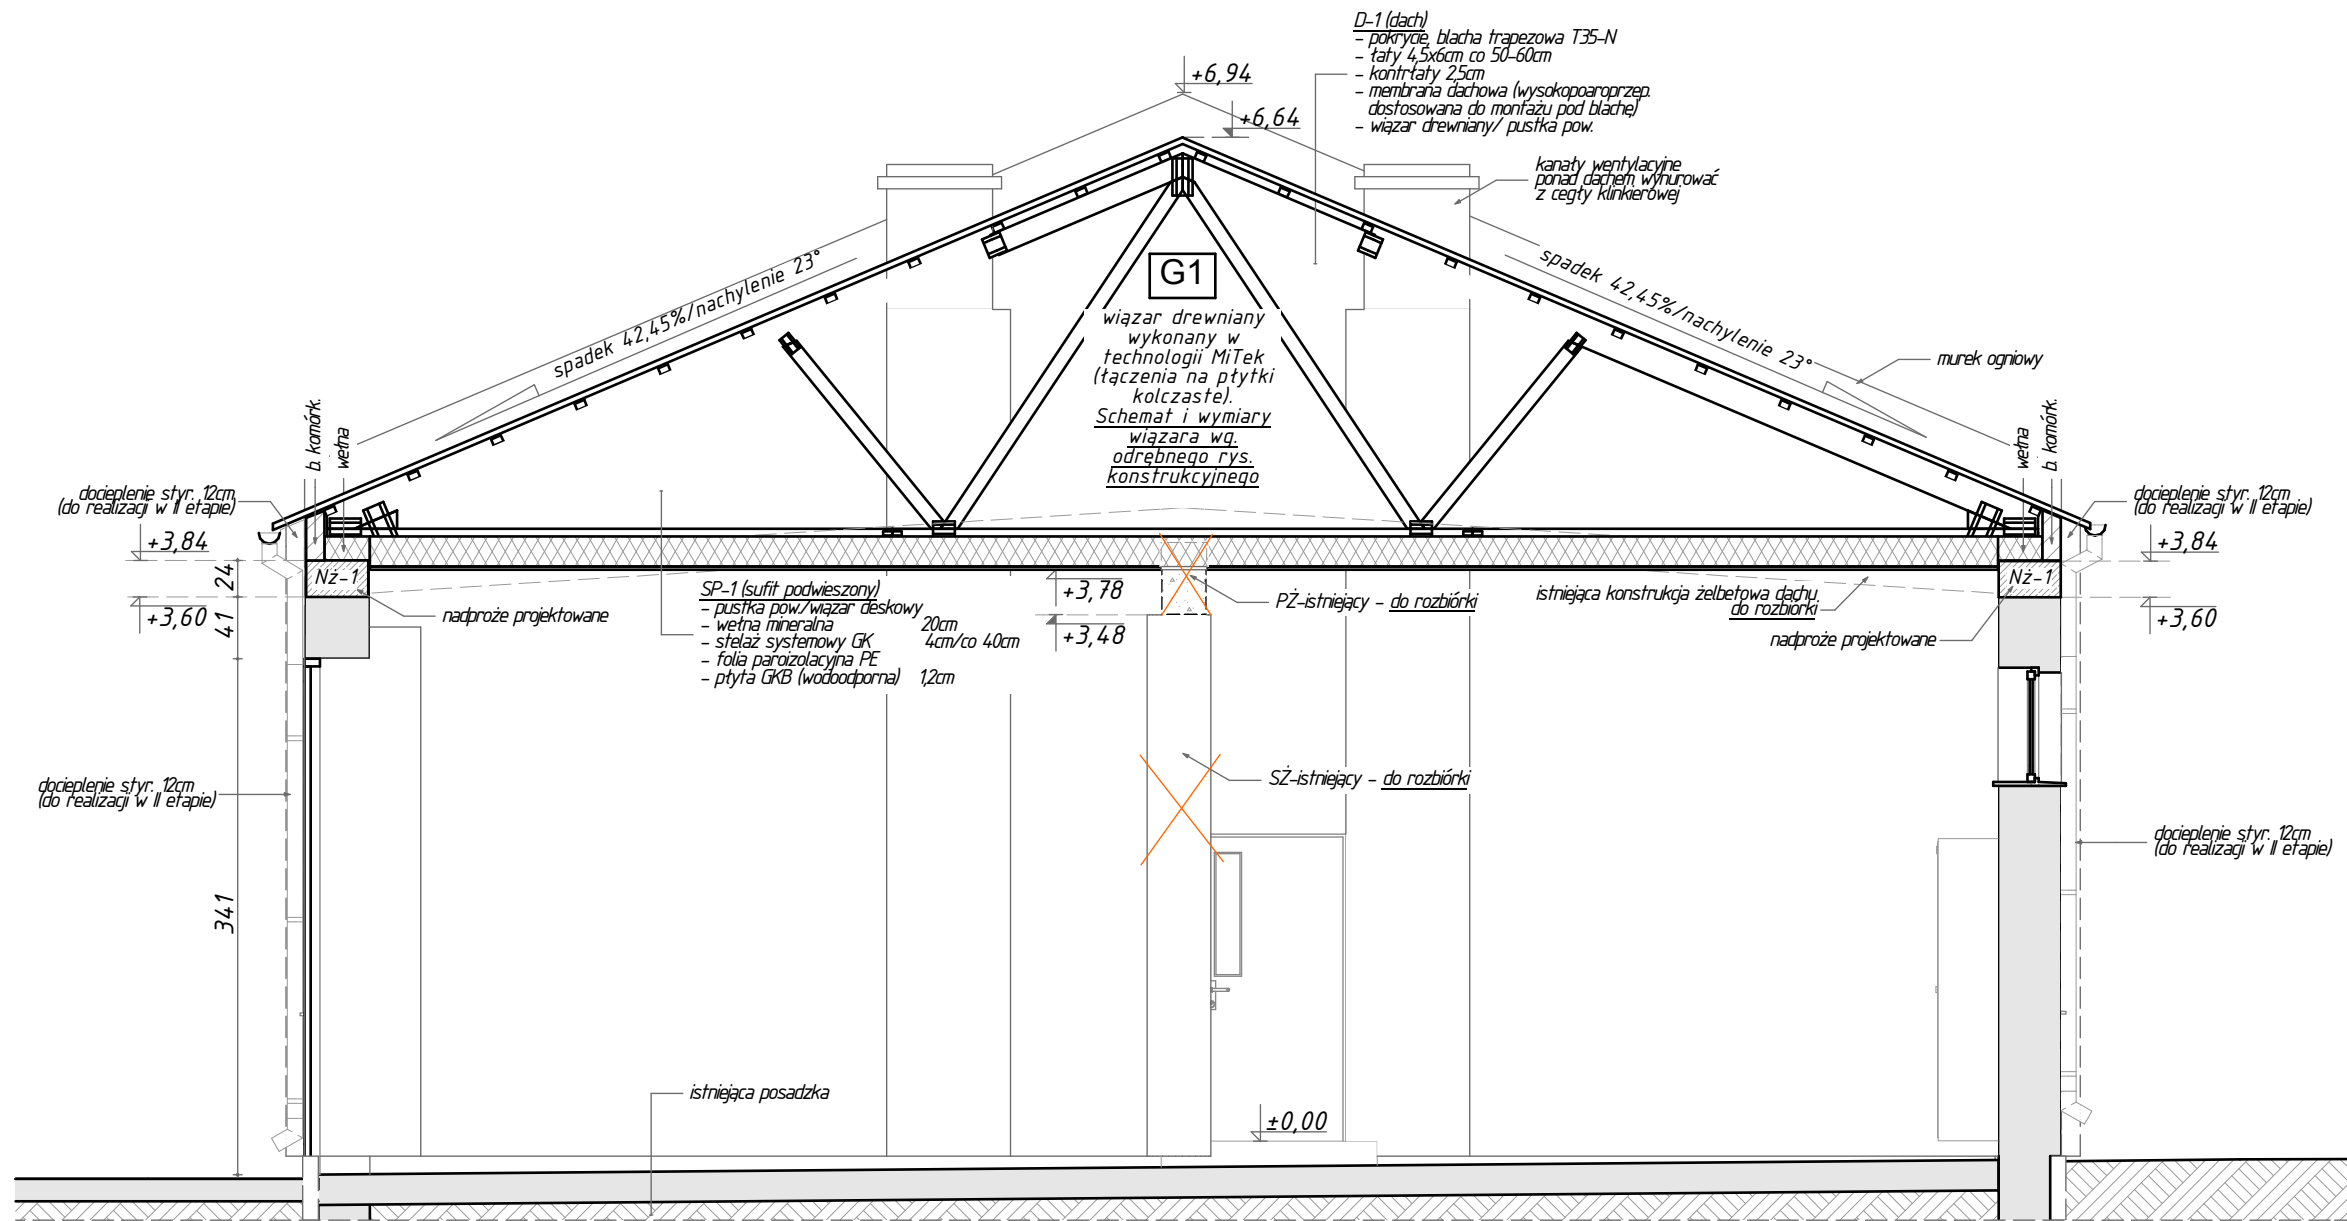 D-1 (dach)
- pokrycie, blacha trapezowa T35-N
- łaty 4,5x6cm co 50-60cm
- kontrłaty 2,5cm
- membrana dachowa (wysokopoaroprzep.
dostosowana do montażu pod blachę)
- wiązar drewniany/ pustka pow.
+6,94
+6,64
kanały wentylacyjne
ponad dachem wynurować
z cegły klinkierowej
G1
wiązar drewniany
wykonany w
technologii MiTek
(łączenia na płytki
kolczaste).
Schemat i wymiary
wiązara wg.
odrębnego rys.
konstrukcyjnego
spadek 42,45%/nachylenie 23°
spadek 42,45%/nachylenie 23°
murek ogniowy
b. komórk.
wełna
wełna
b. komórk.
docieplenie styr. 12cm
(do realizacji w II etapie)
docieplenie styr. 12cm
(do realizacji w II etapie)
+3,84
24
+3,60
41
341
Nż-1
nadproże projektowane
SP-1 (sufit podwieszony)
- pustka pow./wiązar deskowy
- wełna mineralna 20cm
- stelaż systemowy GK 4cm/co 40cm
- folia paroizolacyjna PE
- płyta GKB (wodoodporna) 1,2cm
+3,78
+3,48
PŻ-istniejący - do rozbiórki
istniejąca konstrukcja żelbetowa dachu
do rozbiórki
nadproże projektowane
Nż-1
+3,84
+3,60
SŻ-istniejący - do rozbiórki
docieplenie styr. 12cm
(do realizacji w II etapie)
docieplenie styr. 12cm
(do realizacji w II etapie)
istniejąca posadzka
±0,00